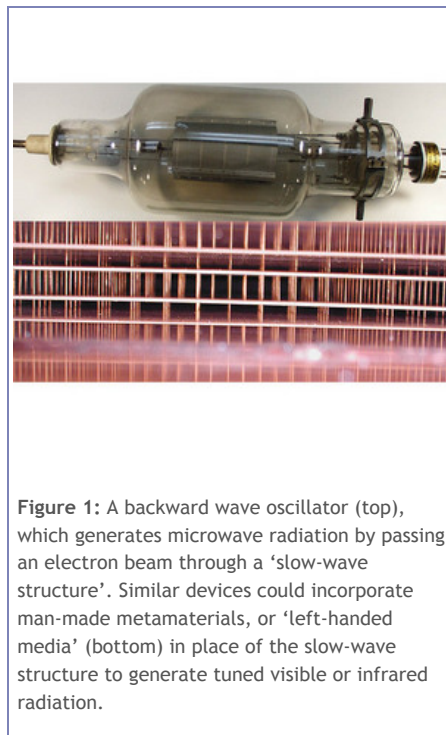 Figure 1: A backward wave oscillator (top),
which generates microwave radiation by passing
an electron beam through a ‘slow-wave
structure’. Similar devices could incorporate
man-made metamaterials, or ‘left-handed
media’ (bottom) in place of the slow-wave
structure to generate tuned visible or infrared
radiation.